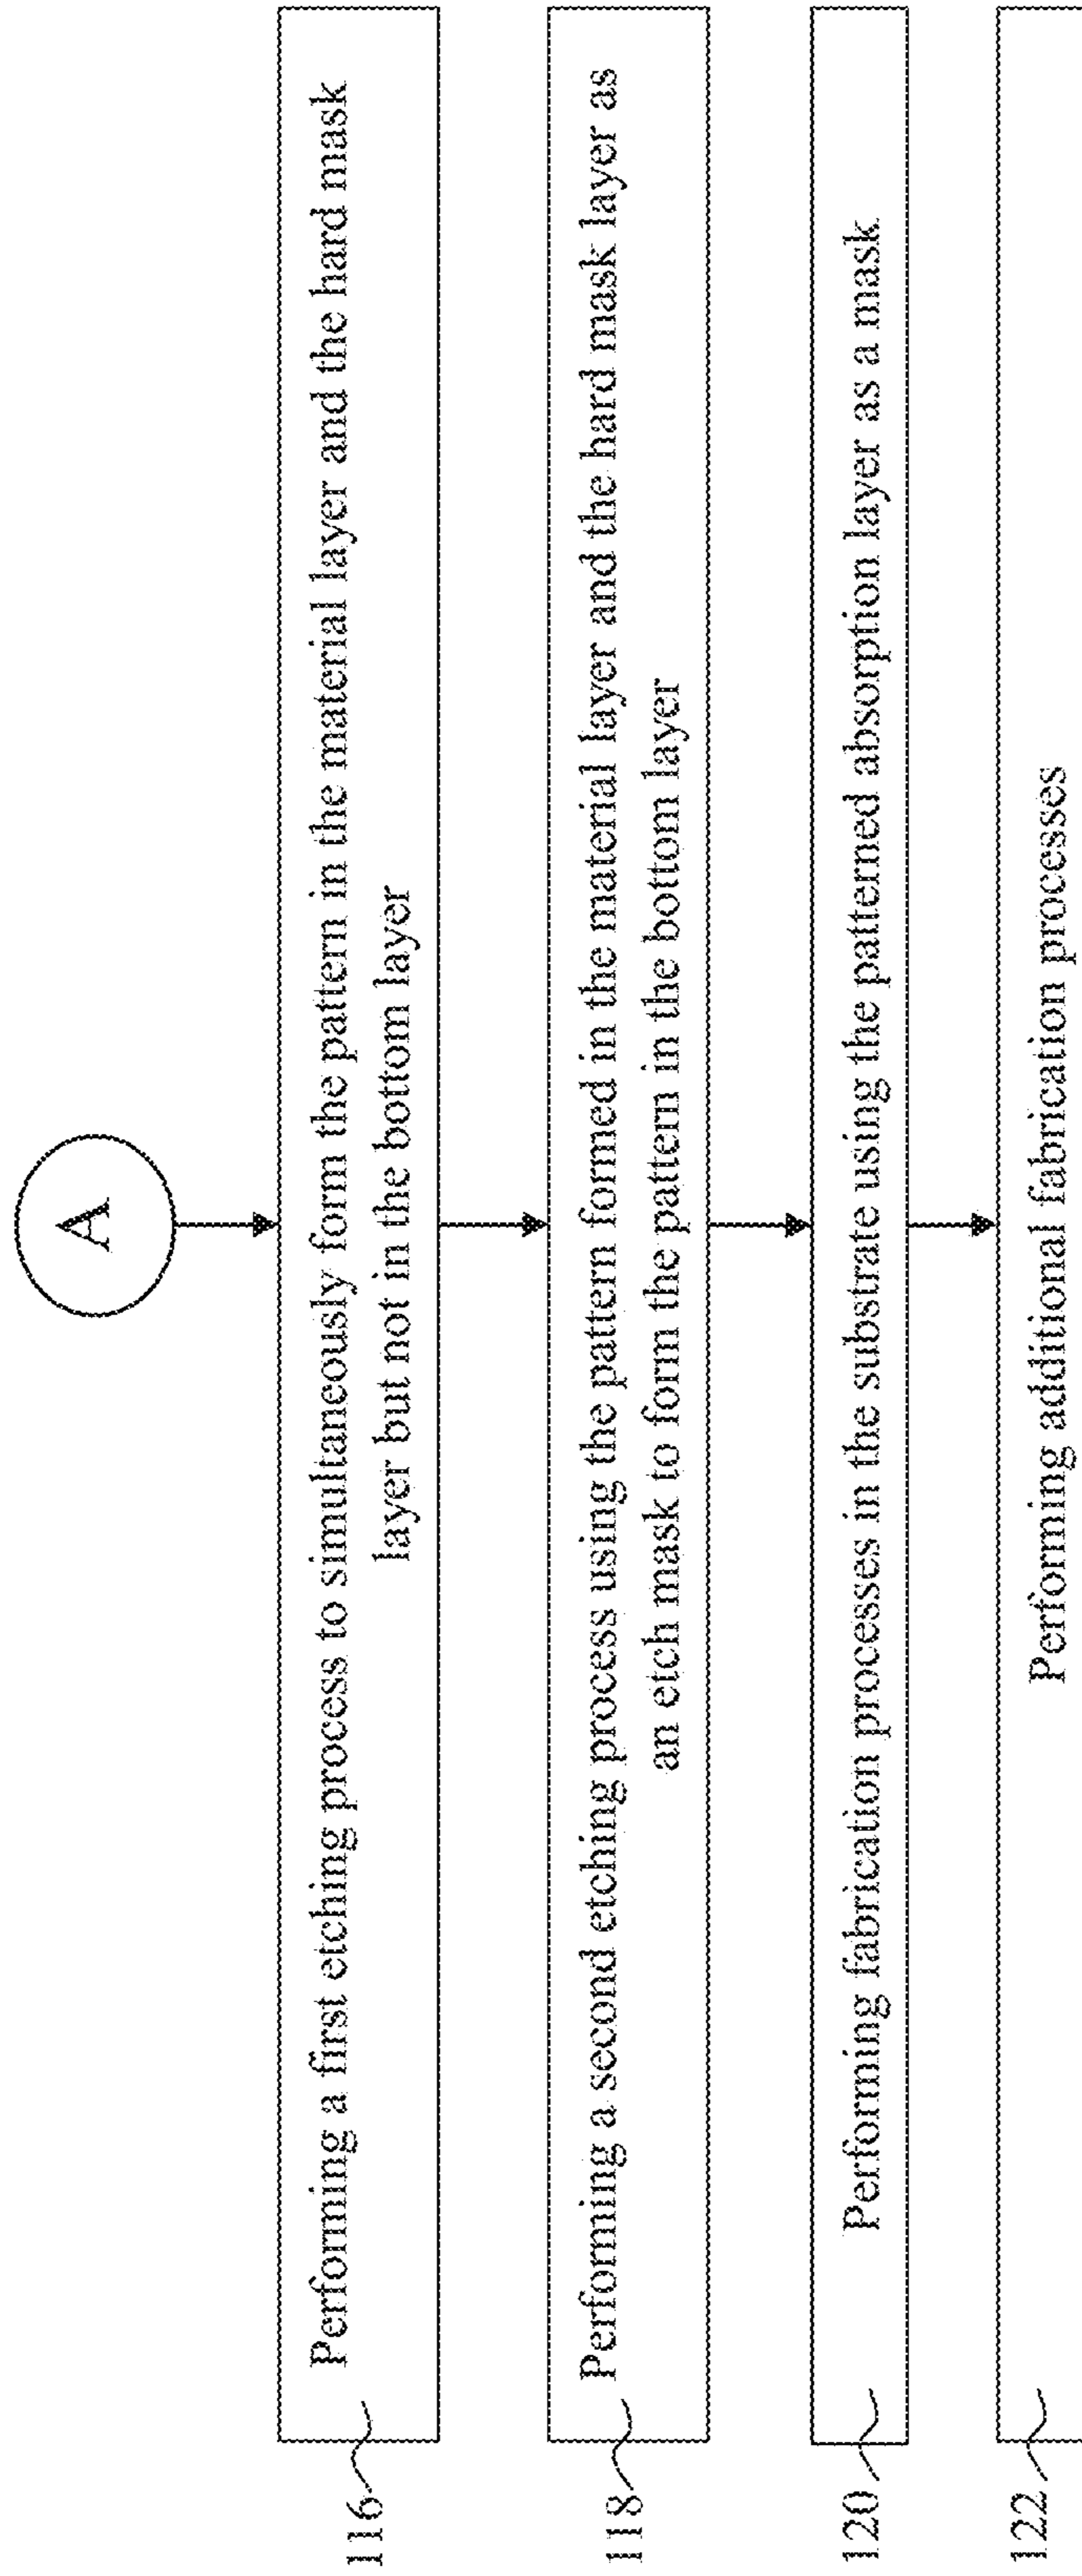 A
116
Performing a first etching process to simultaneously form the pattern in the material layer and the hard mask
layer but not in the bottom layer
118
Performing a second etching process using the pattern formed in the material layer and the hard mask layer as
an etch mask to form the pattern in the bottom layer
120
Performing fabrication processes in the substrate using the patterned absorption layer as a mask
122
Performing additional fabrication processes